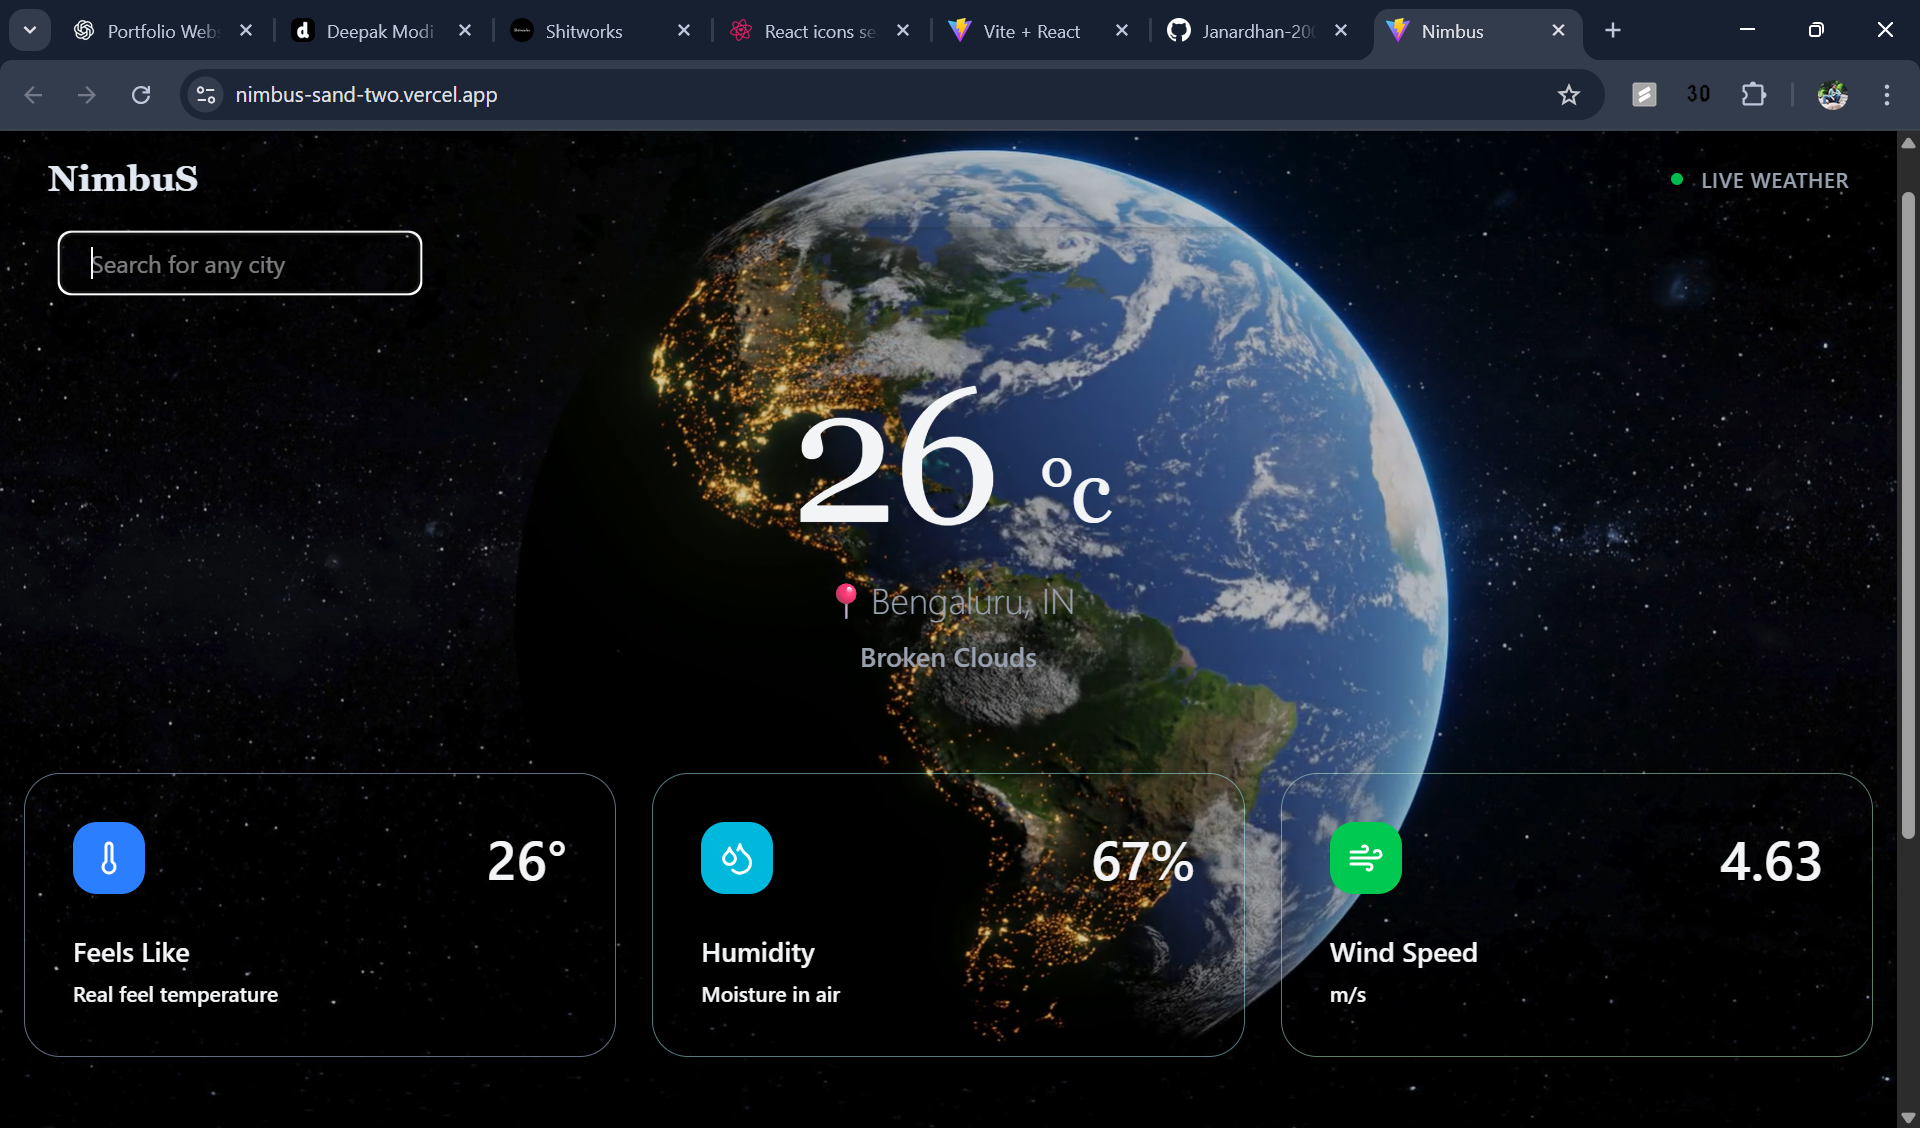 Portfolio Webs
Deepak Modi
Shitworks
React icons se
Vite + React
Janardhan-200
Nimbus
nimbus-sand-two.vercel.app
30
NimbuS
LIVE WEATHER
Search for any city
26 °c
Bengaluru, IN
Broken Clouds
26°
67%
4.63
Feels Like
Humidity
Wind Speed
Real feel temperature
Moisture in air
m/s